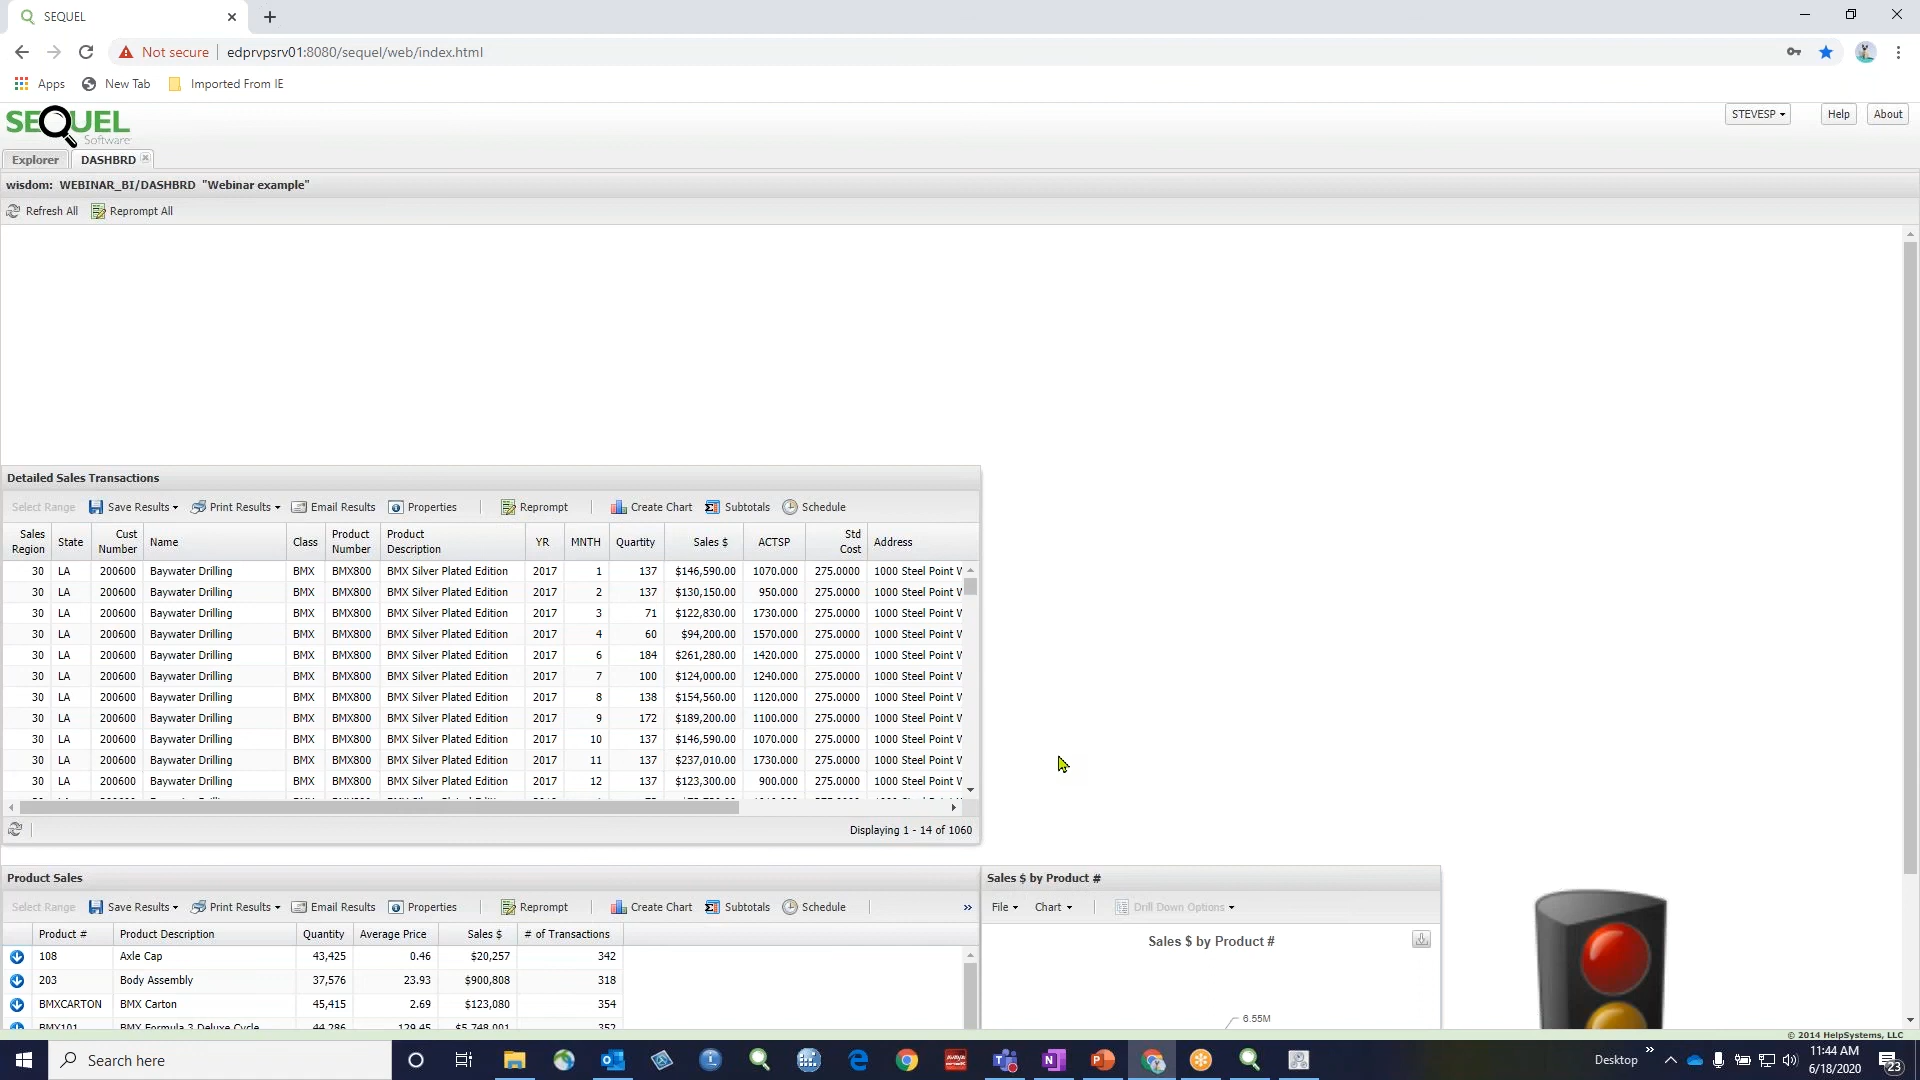 SEQUEL
Not secure | edprvpsrv01:8080/sequel/web/index.html
Apps New Tab Imported From IE
SEQUEL
Software
STEVESP Help About
Explorer DASHBRD
wisdom: WEBINAR_BI/DASHBRD "Webinar example"
Refresh All Reprompt All
Detailed Sales Transactions
Select Range Save Results Print Results Email Results Properties Reprompt Create Chart Subtotals Schedule
Sales Region State Cust Number Name Class Product Number Product Description YR MNTH Quartity Sales $ ACTSP Std Cost Address
30 LA 200600 Baywater Drilling BMX BMX800 BMX Silver Plated Edition 2017 1 137 $146,590.00 1070.000 275.0000 1000 Steel Point
30 LA 200600 Baywater Drilling BMX BMX800 BMX Silver Plated Edition 2017 2 137 $130,150.00 950.000 275.0000 1000 Steel Point
30 LA 200600 Baywater Drilling BMX BMX800 BMX Silver Plated Edition 2017 3 71 $122,830.00 1730.000 275.0000 1000 Steel Point
30 LA 200600 Baywater Drilling BMX BMX800 BMX Silver Plated Edition 2017 4 60 $94,200.00 1570.000 275.0000 1000 Steel Point
30 LA 200600 Baywater Drilling BMX BMX800 BMX Silver Plated Edition 2017 6 184 $261,280.00 1420.000 275.0000 1000 Steel Point
30 LA 200600 Baywater Drilling BMX BMX800 BMX Silver Plated Edition 2017 7 100 $124,000.00 1240.000 275.0000 1000 Steel Point
30 LA 200600 Baywater Drilling BMX BMX800 BMX Silver Plated Edition 2017 8 138 $154,560.00 1120.000 275.0000 1000 Steel Point
30 LA 200600 Baywater Drilling BMX BMX800 BMX Silver Plated Edition 2017 9 172 $189,200.00 1100.000 275.0000 1000 Steel Point
30 LA 200600 Baywater Drilling BMX BMX800 BMX Silver Plated Edition 2017 10 137 $146,590.00 1070.000 275.0000 1000 Steel Point
30 LA 200600 Baywater Drilling BMX BMX800 BMX Silver Plated Edition 2017 11 137 $237,010.00 1730.000 275.0000 1000 Steel Point
30 LA 200600 Baywater Drilling BMX BMX800 BMX Silver Plated Edition 2017 12 137 $123,300.00 900.000 275.0000 1000 Steel Point
Displaying 1 - 14 of 1060
Product Sales
Select Range Save Results Print Results Email Results Properties Reprompt Create Chart Subtotals Schedule »
Product # Product Description Quantity Average Price Sales $ # of Transactions
108 Axle Cap 43,425 0.46 $20,257 342
203 Body Assembly 37,576 23.93 $900,808 318
BMXCARTON BMX Carton 45,415 2.69 $123,080 354
BMX101 BMX Formula 3 Deluxe Cycle 44,286 129.45 $5,748,001 352
Sales $ by Product #
File Chart Drill Down Options
Sales $ by Product #
6.55M
© 2014 HelpSystems, LLC
Search here
Desktop » 11:44 AM
6/18/2020
23